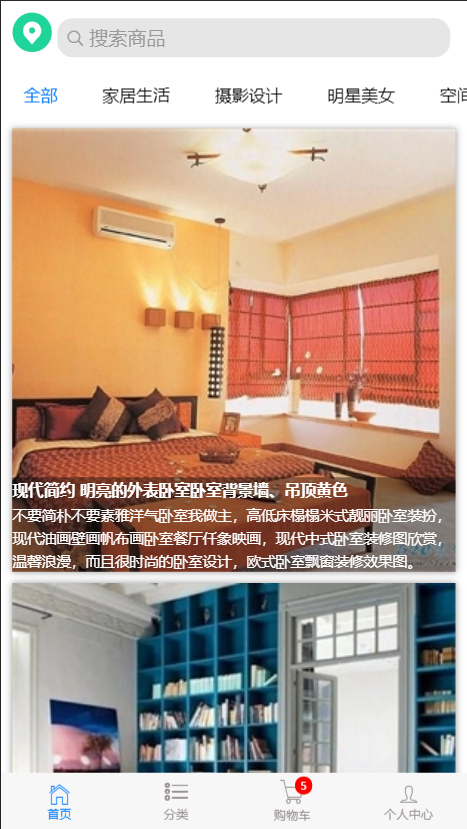 搜索商品
全部 家居生活 摄影设计 明星美女 空间
现代简约 明亮的外表卧室卧室背景墙、吊顶黄色
不要简朴不要素雅洋气卧室我做主，高低床榻榻米式靓丽卧室装扮，
现代油画壁画帆布画卧室餐厅仟象映画，现代中式卧室装修图欣赏，
温馨浪漫，而且很时尚的卧室设计，欧式卧室飘窗装修效果图。
5
首页 分类 购物车 个人中心